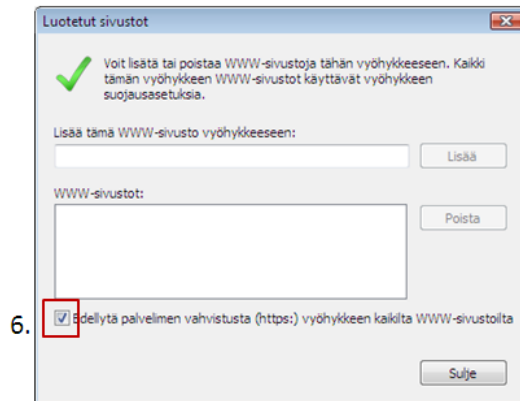 Luotetut sivustot
Voit lisätä tai poistaa WWW-sivustoja tähän vyöhykkeeseen. Kaikki
tämän vyöhykkeen WWW-sivustot käyttävät vyöhykkeen
suojausasetuksia.
Lisää tämä WWW-sivusto vyöhykkeeseen:
Lisää
WWW-sivustot:
Poista
6. Edellytä palvelimen vahvistusta (https:) vyöhykkeen kaikilta WWW-sivustoilta
Sulje